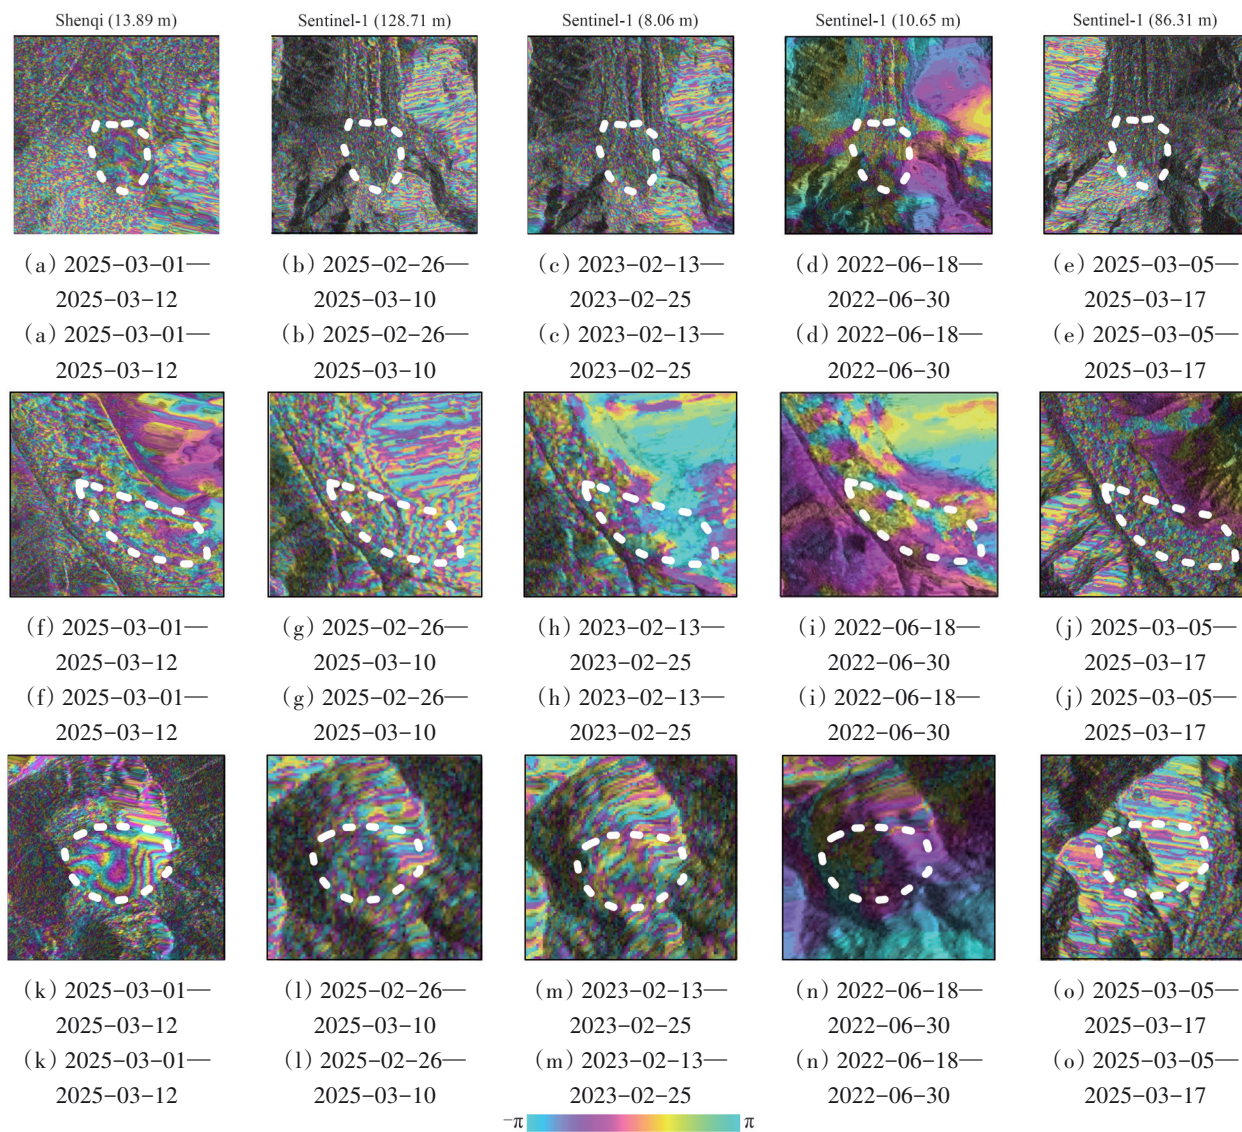 Shenqi (13.89 m) Sentinel-1 (128.71 m) Sentinel-1 (8.06 m) Sentinel-1 (10.65 m) Sentinel-1 (86.31 m)
(a) 2025-03-01— (b) 2025-02-26— (c) 2023-02-13— (d) 2022-06-18— (e) 2025-03-05—
2025-03-12 2025-03-10 2023-02-25 2022-06-30 2025-03-17
(a) 2025-03-01— (b) 2025-02-26— (c) 2023-02-13— (d) 2022-06-18— (e) 2025-03-05—
2025-03-12 2025-03-10 2023-02-25 2022-06-30 2025-03-17
(f) 2025-03-01— (g) 2025-02-26— (h) 2023-02-13— (i) 2022-06-18— (j) 2025-03-05—
2025-03-12 2025-03-10 2023-02-25 2022-06-30 2025-03-17
(f) 2025-03-01— (g) 2025-02-26— (h) 2023-02-13— (i) 2022-06-18— (j) 2025-03-05—
2025-03-12 2025-03-10 2023-02-25 2022-06-30 2025-03-17
(k) 2025-03-01— (l) 2025-02-26— (m) 2023-02-13— (n) 2022-06-18— (o) 2025-03-05—
2025-03-12 2025-03-10 2023-02-25 2022-06-30 2025-03-17
(k) 2025-03-01— (l) 2025-02-26— (m) 2023-02-13— (n) 2022-06-18— (o) 2025-03-05—
2025-03-12 2025-03-10 2023-02-25 2022-06-30 2025-03-17
−π π